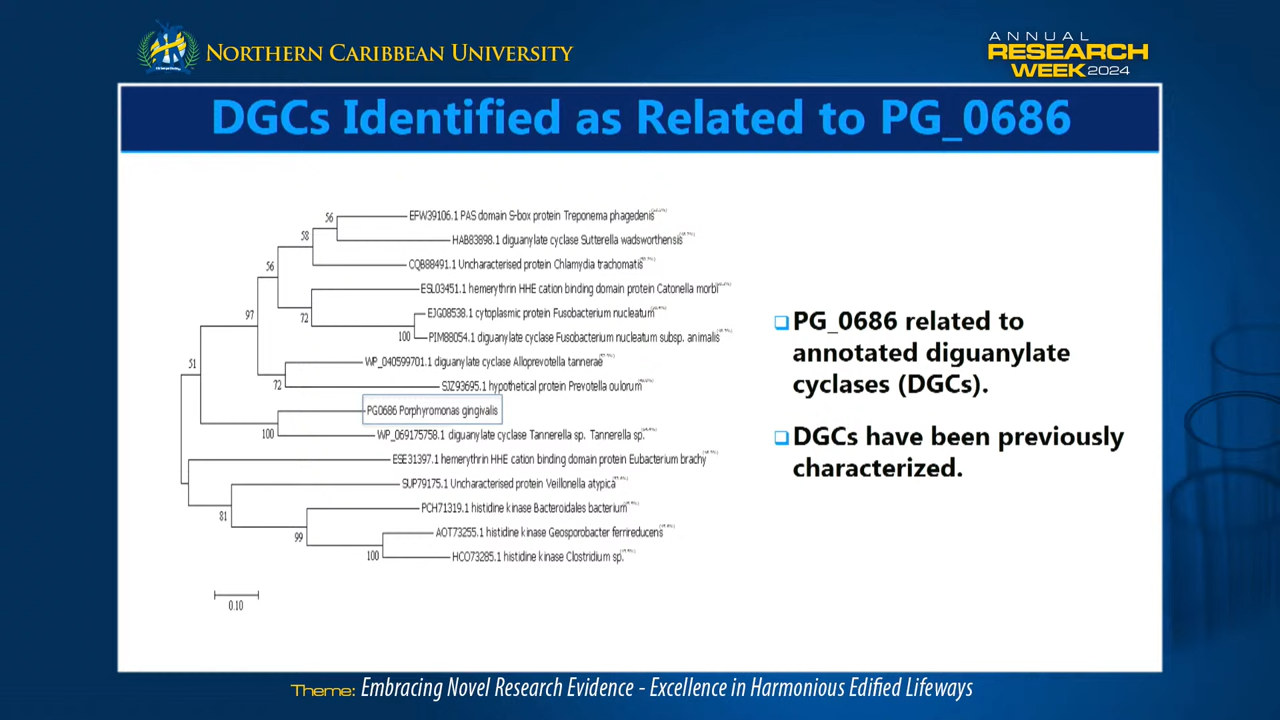 NORTHERN CARIBBEAN UNIVERSITY
ANNUAL
RESEARCH
WEEK 2024
DGCs Identified as Related to PG_0686
56
EFW39106.1 PAS domain S-box protein Treponema phagedenis
58
HAB83898.1 diguanylate cyclase Sutterella wadsworthensis
56
CQB88491.1 Uncharacterised protein Chlamydia trachomatis
ESL03451.1 hemerythrin HHE cation binding domain protein Catonella morbi
97
72
EJG08538.1 cytoplasmic protein Fusobacterium nucleatum
100
PIM88054.1 diguanylate cyclase Fusobacterium nucleatum subsp. animalis
51
WP_040599701.1 diguanylate cyclase Alloprevotella tannerae
72
SJZ93695.1 hypothetical protein Prevotella oulorum
PG0686 Porphyromonas gingivalis
100
WP_069175758.1 diguanylate cyclase Tannerella sp. Tannerella sp.
ESE31397.1 hemerythrin HHE cation binding domain protein Eubacterium brachy
SUP79175.1 Uncharacterised protein Veillonella atypica
81
PCH71319.1 histidine kinase Bacteroidales bacterium
99
AOT73255.1 histidine kinase Geosporobacter ferrireducens
100
HCO73285.1 histidine kinase Clostridium sp.
0.10
PG_0686 related to
annotated diguanylate
cyclases (DGCs).
DGCs have been previously
characterized.
Theme: Embracing Novel Research Evidence - Excellence in Harmonious Edified Lifeways